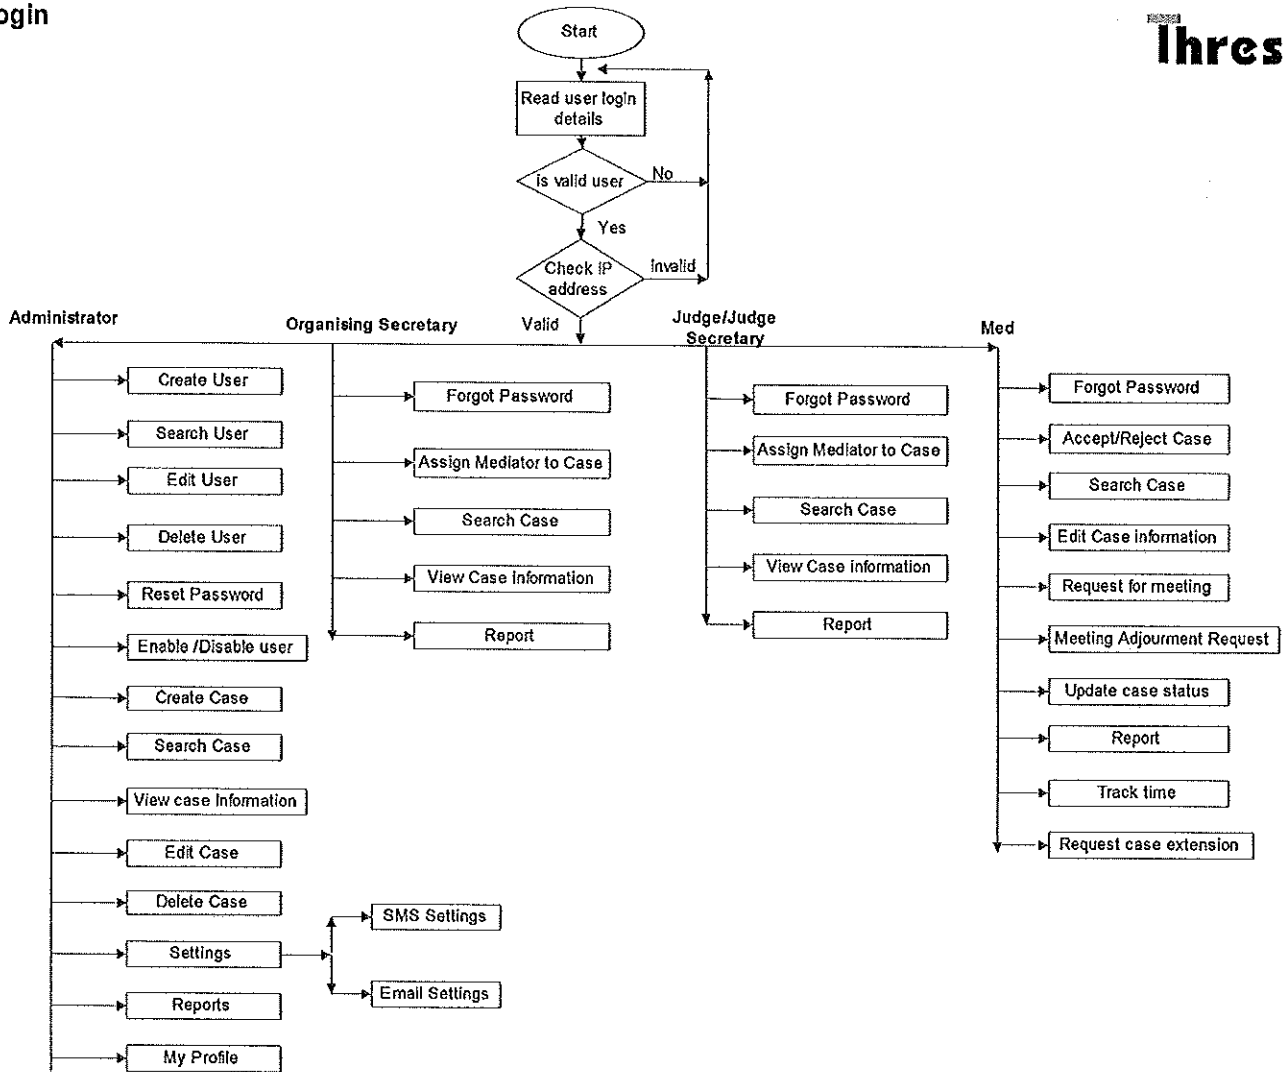 ogin
Thres
Start
Read user login
details
is valid user
No
Yes
Check IP
address
Invalid
Valid
Administrator
Organising Secretary
Judge/Judge
Secretary
Med
Create User
Search User
Edit User
Delete User
Reset Password
Enable /Disable user
Create Case
Search Case
View case Information
Edit Case
Delete Case
Settings
SMS Settings
Email Settings
Reports
My Profile
Forgot Password
Assign Mediator to Case
Search Case
View Case information
Report
Forgot Password
Assign Mediator to Case
Search Case
View Case information
Report
Forgot Password
Accept/Reject Case
Search Case
Edit Case information
Request for meeting
Meeting Adjourment Request
Update case status
Report
Track time
Request case extension